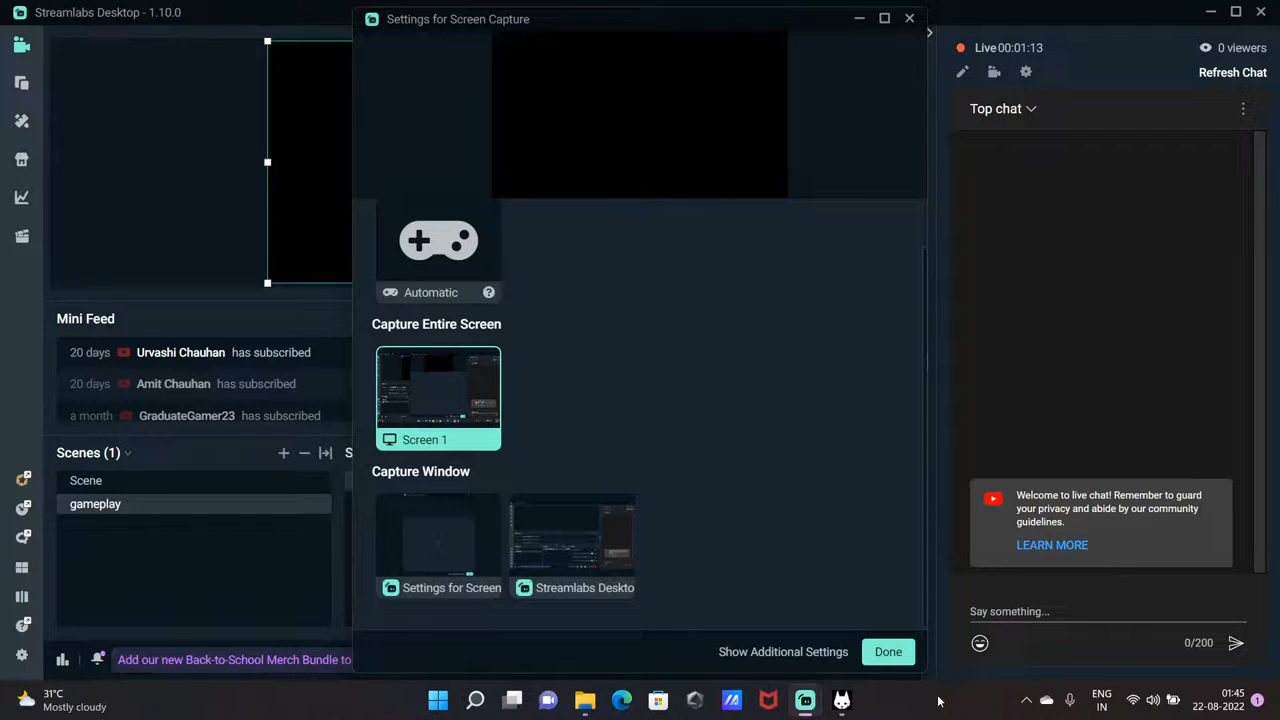 Streamlabs Desktop - 1.10.0
Settings for Screen Capture
Live 00:01:13
0 viewers
Refresh Chat
Top chat
Automatic
?
Capture Entire Screen
Screen 1
Capture Window
Settings for Screen
Streamlabs Deskto
Mini Feed
20 days Urvashi Chauhan has subscribed
20 days Amit Chauhan has subscribed
a month GraduateGamer23 has subscribed
Scenes (1)
S
Scene
gameplay
Welcome to live chat! Remember to guard
your privacy and abide by our community
guidelines.
LEARN MORE
Say something...
0/200
Add our new Back-to-School Merch Bundle to
Show Additional Settings
Done
31°C
Mostly cloudy
ENG
IN
01:45
22-08-2022
1